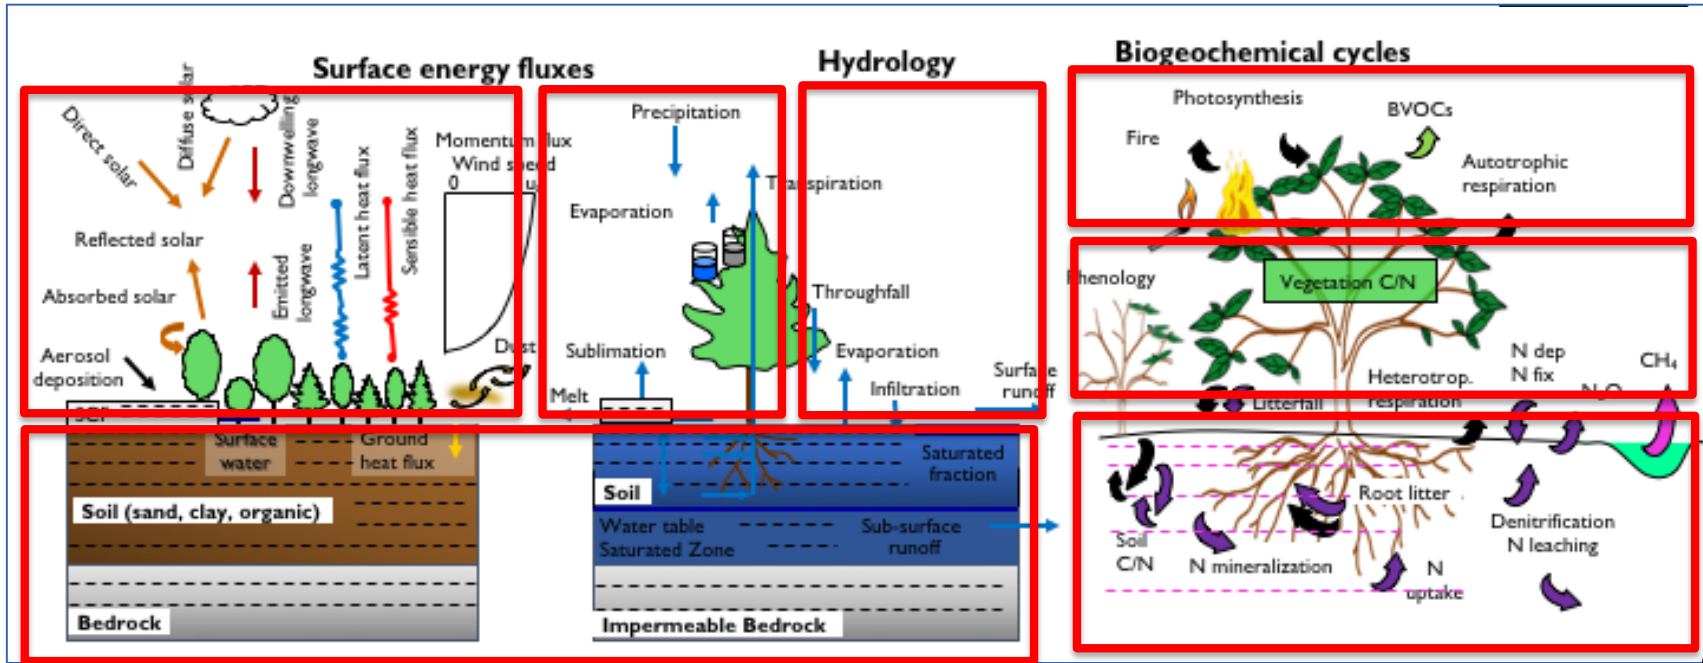 Surface energy fluxes
Direct solar
Diffuse solar
Downwelling
longwave
Latent heat flux
Sensible heat flux
Momentum flux
Wind speed
0
u
Reflected solar
Absorbed solar
Emitted
longwave
Aerosol
deposition
Dust
SCF
Surface
water
Ground
heat flux
Soil (sand, clay, organic)
Bedrock
Hydrology
Precipitation
Transpiration
Evaporation
Throughfall
Sublimation
Evaporation
Melt
Infiltration
Surface
runoff
Saturated
fraction
Soil
Water table
Saturated Zone
Sub-surface
runoff
Impermeable Bedrock
Biogeochemical cycles
Photosynthesis
BVOCs
Fire
Autotrophic
respiration
Phenology
Vegetation C/N
Heterotrop.
respiration
N dep
N fix
N₂O
CH₄
Litterfall
Root litter
Soil
C/N
N mineralization
Denitrification
N leaching
N
uptake